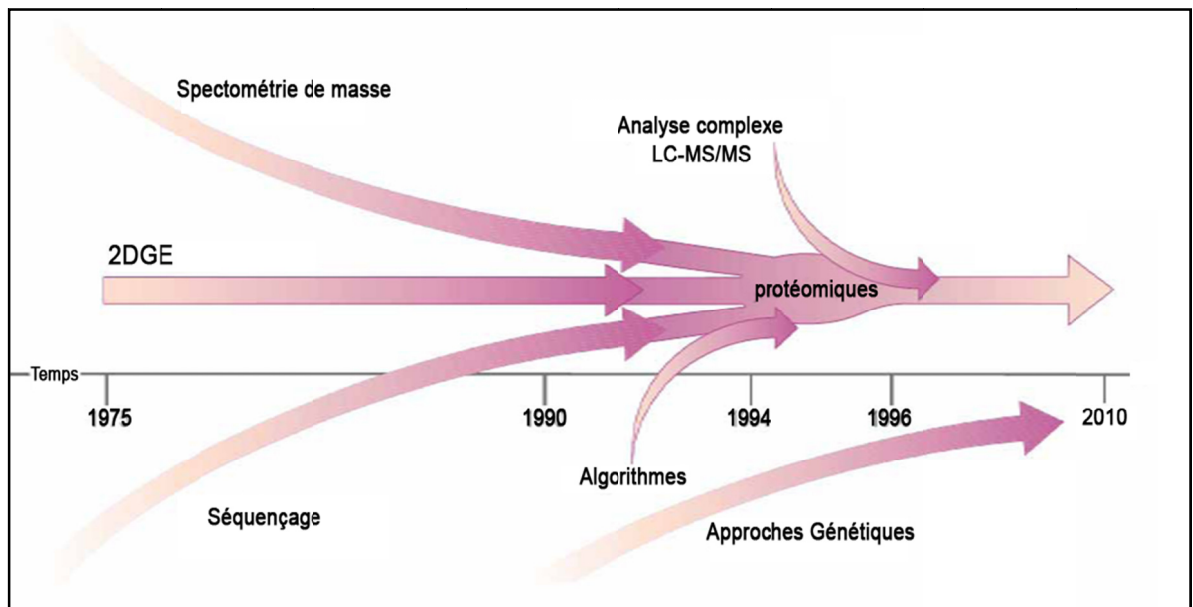 Spectométrie de masse
Analyse complexe
LC-MS/MS
2DGE
protéomiques
Temps
1975
1990
1994
1996
2010
Algorithmes
Séquençage
Approches Génétiques